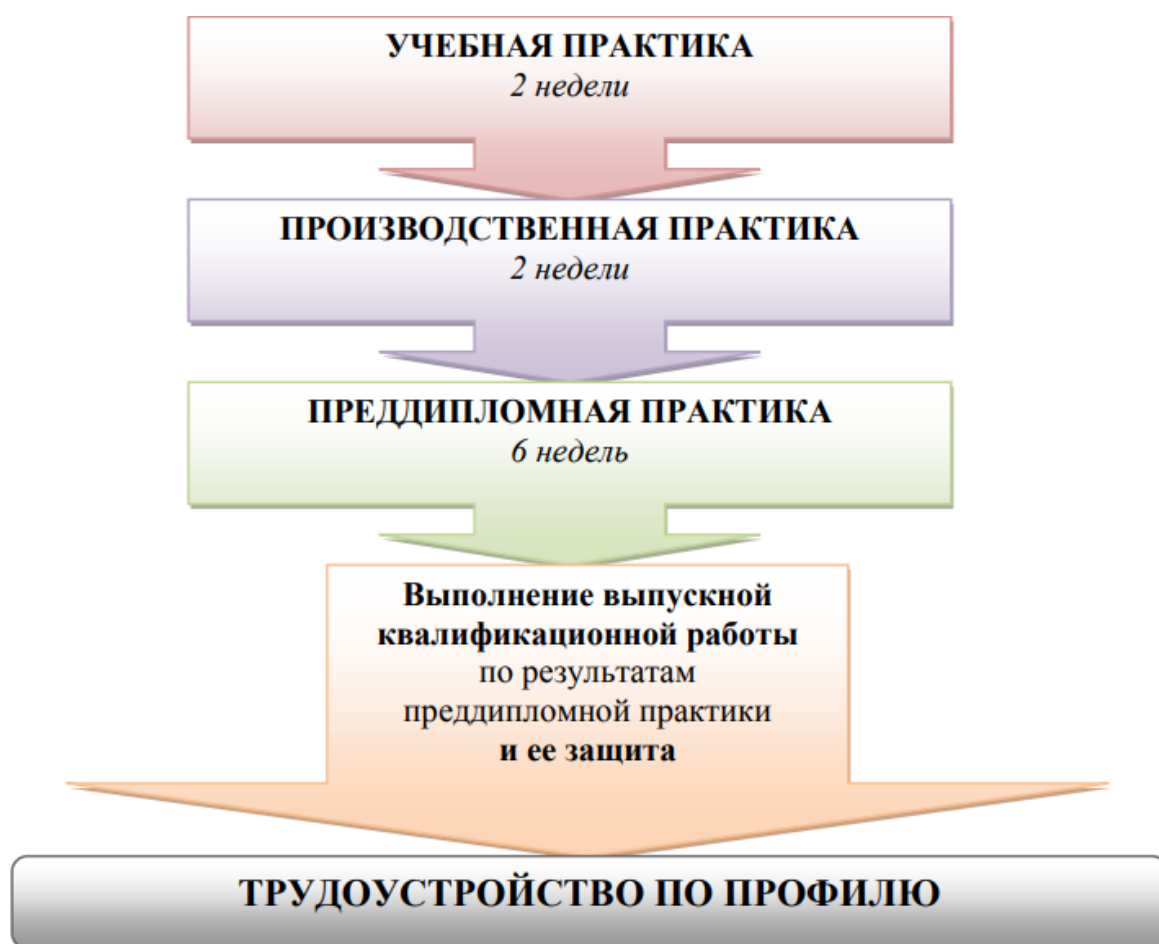 УЧЕБНАЯ ПРАКТИКА
2 недели
ПРОИЗВОДСТВЕННАЯ ПРАКТИКА
2 недели
ПРЕДДИПЛОМНАЯ ПРАКТИКА
6 недель
Выполнение выпускной
квалификационной работы
по результатам
преддипломной практики
и ее защита
ТРУДОУСТРОЙСТВО ПО ПРОФИЛЮ